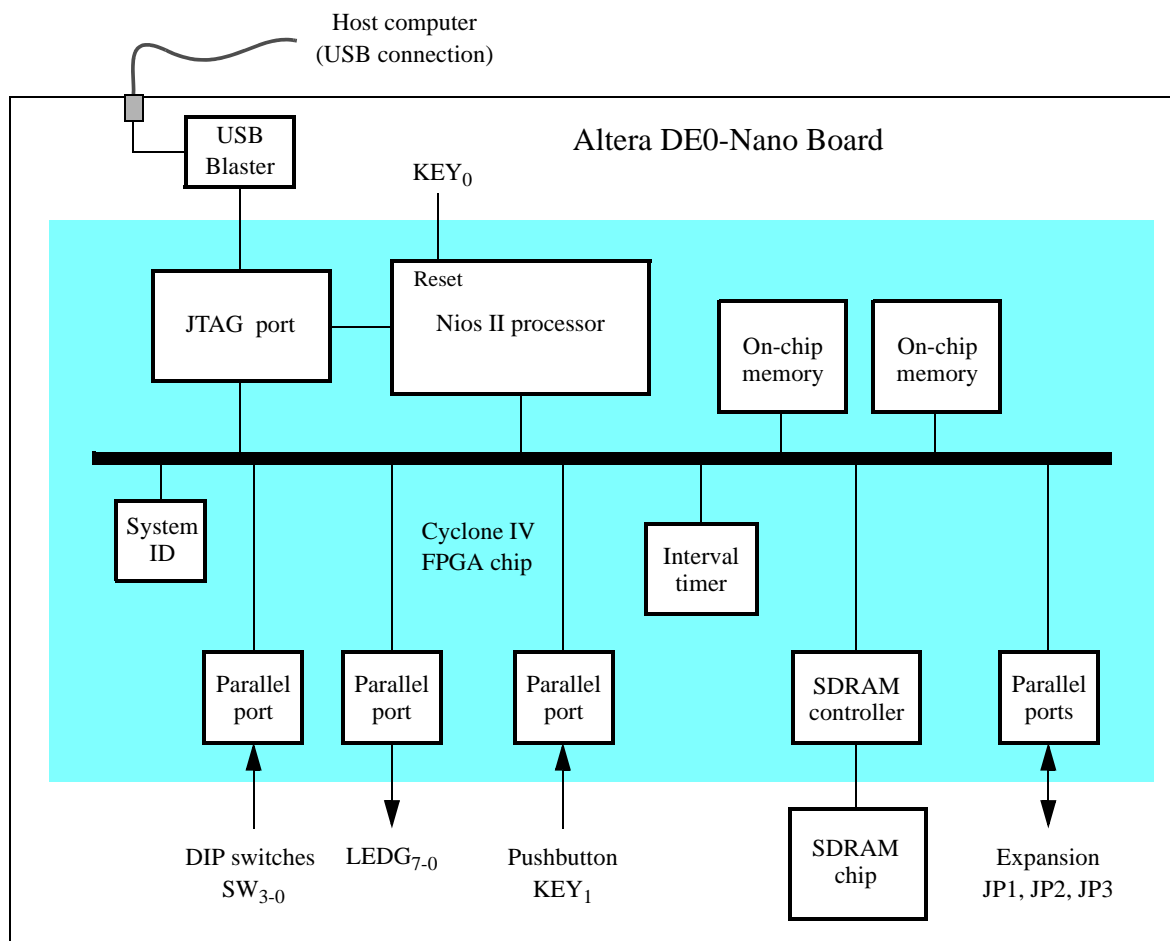 Host computer
(USB connection)
USB
Blaster
Altera DE0-Nano Board
KEY0
Reset
JTAG port
Nios II processor
On-chip
memory
On-chip
memory
System
ID
Cyclone IV
FPGA chip
Interval
timer
Parallel
port
Parallel
port
Parallel
port
SDRAM
controller
Parallel
ports
DIP switches
SW3-0
LEDG7-0
Pushbutton
KEY1
SDRAM
chip
Expansion
JP1, JP2, JP3